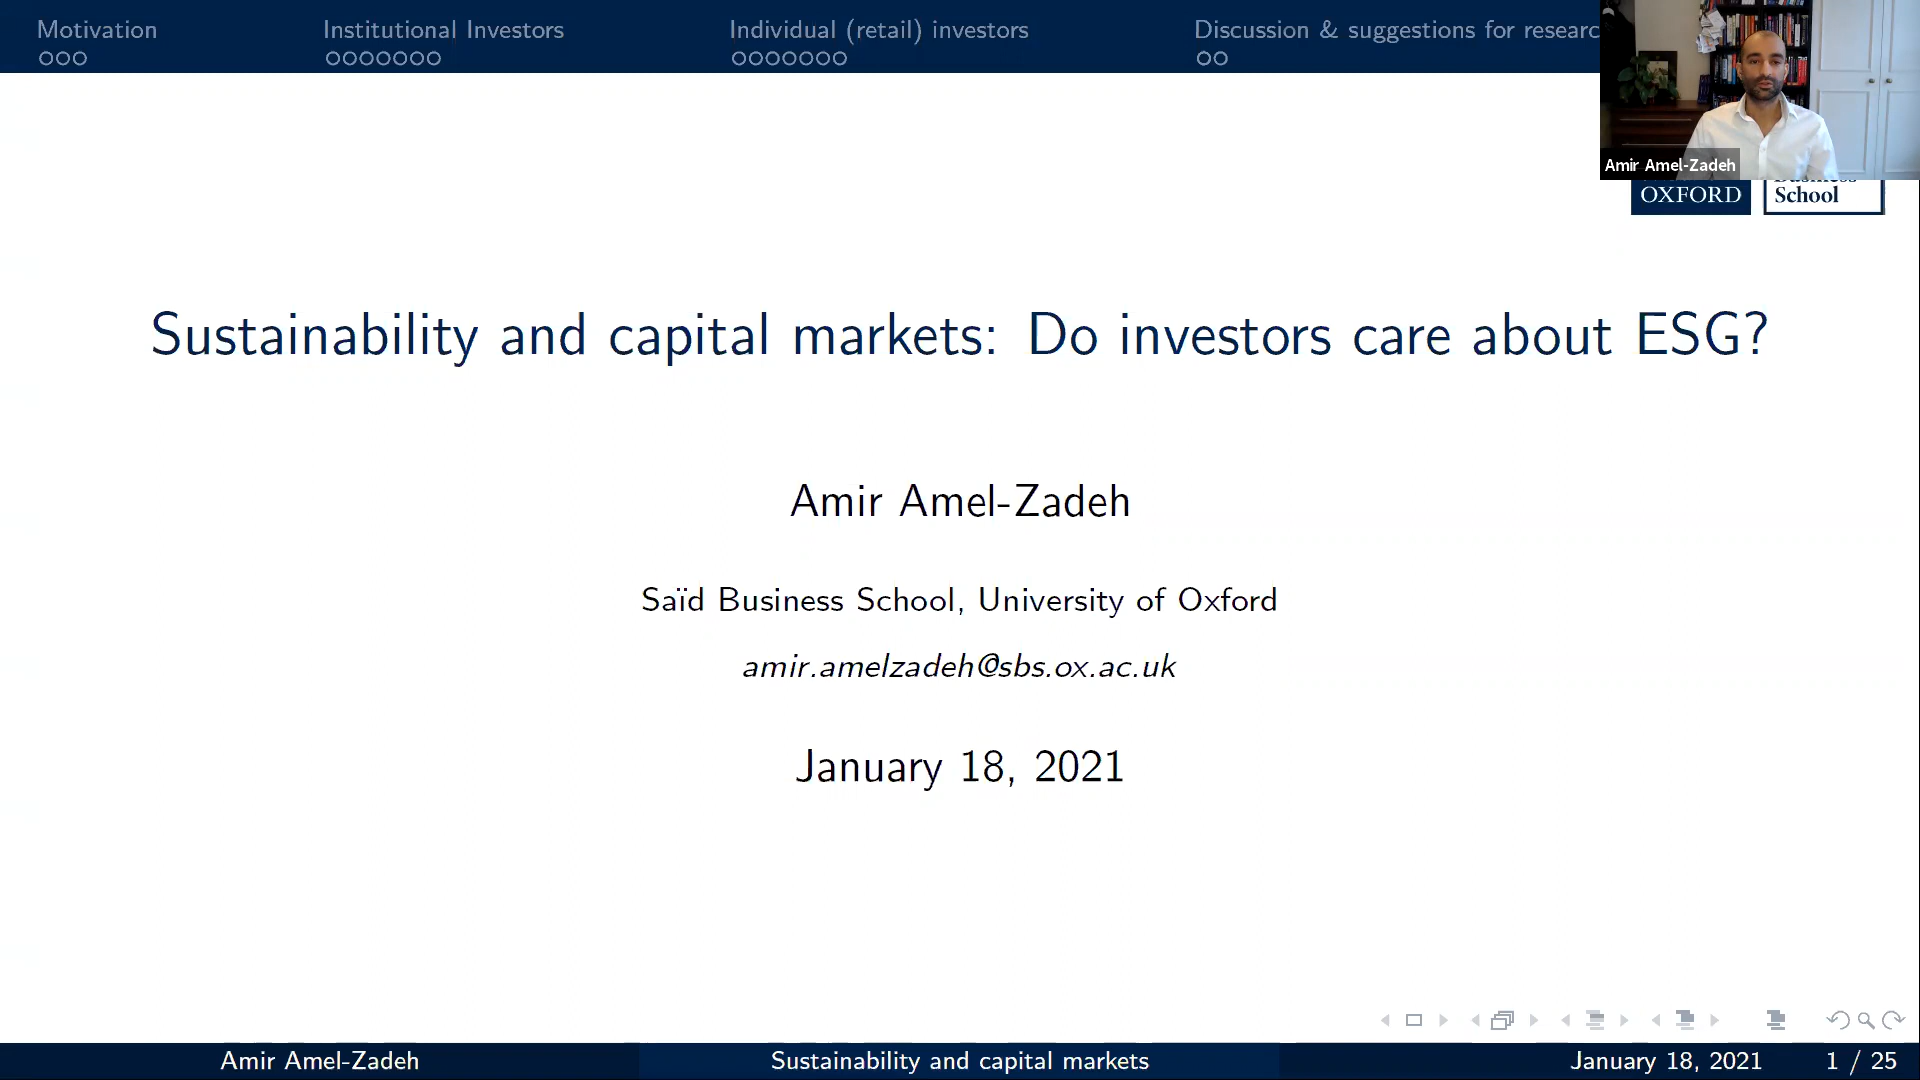 Motivation
Institutional Investors
Individual (retail) investors
Discussion & suggestions for researc
Amir Amel-Zadeh
OXFORD
School
Sustainability and capital markets: Do investors care about ESG?
Amir Amel-Zadeh
Saïd Business School, University of Oxford
amir.amelzadeh@sbs.ox.ac.uk
January 18, 2021
Amir Amel-Zadeh
Sustainability and capital markets
January 18, 2021
1 / 25